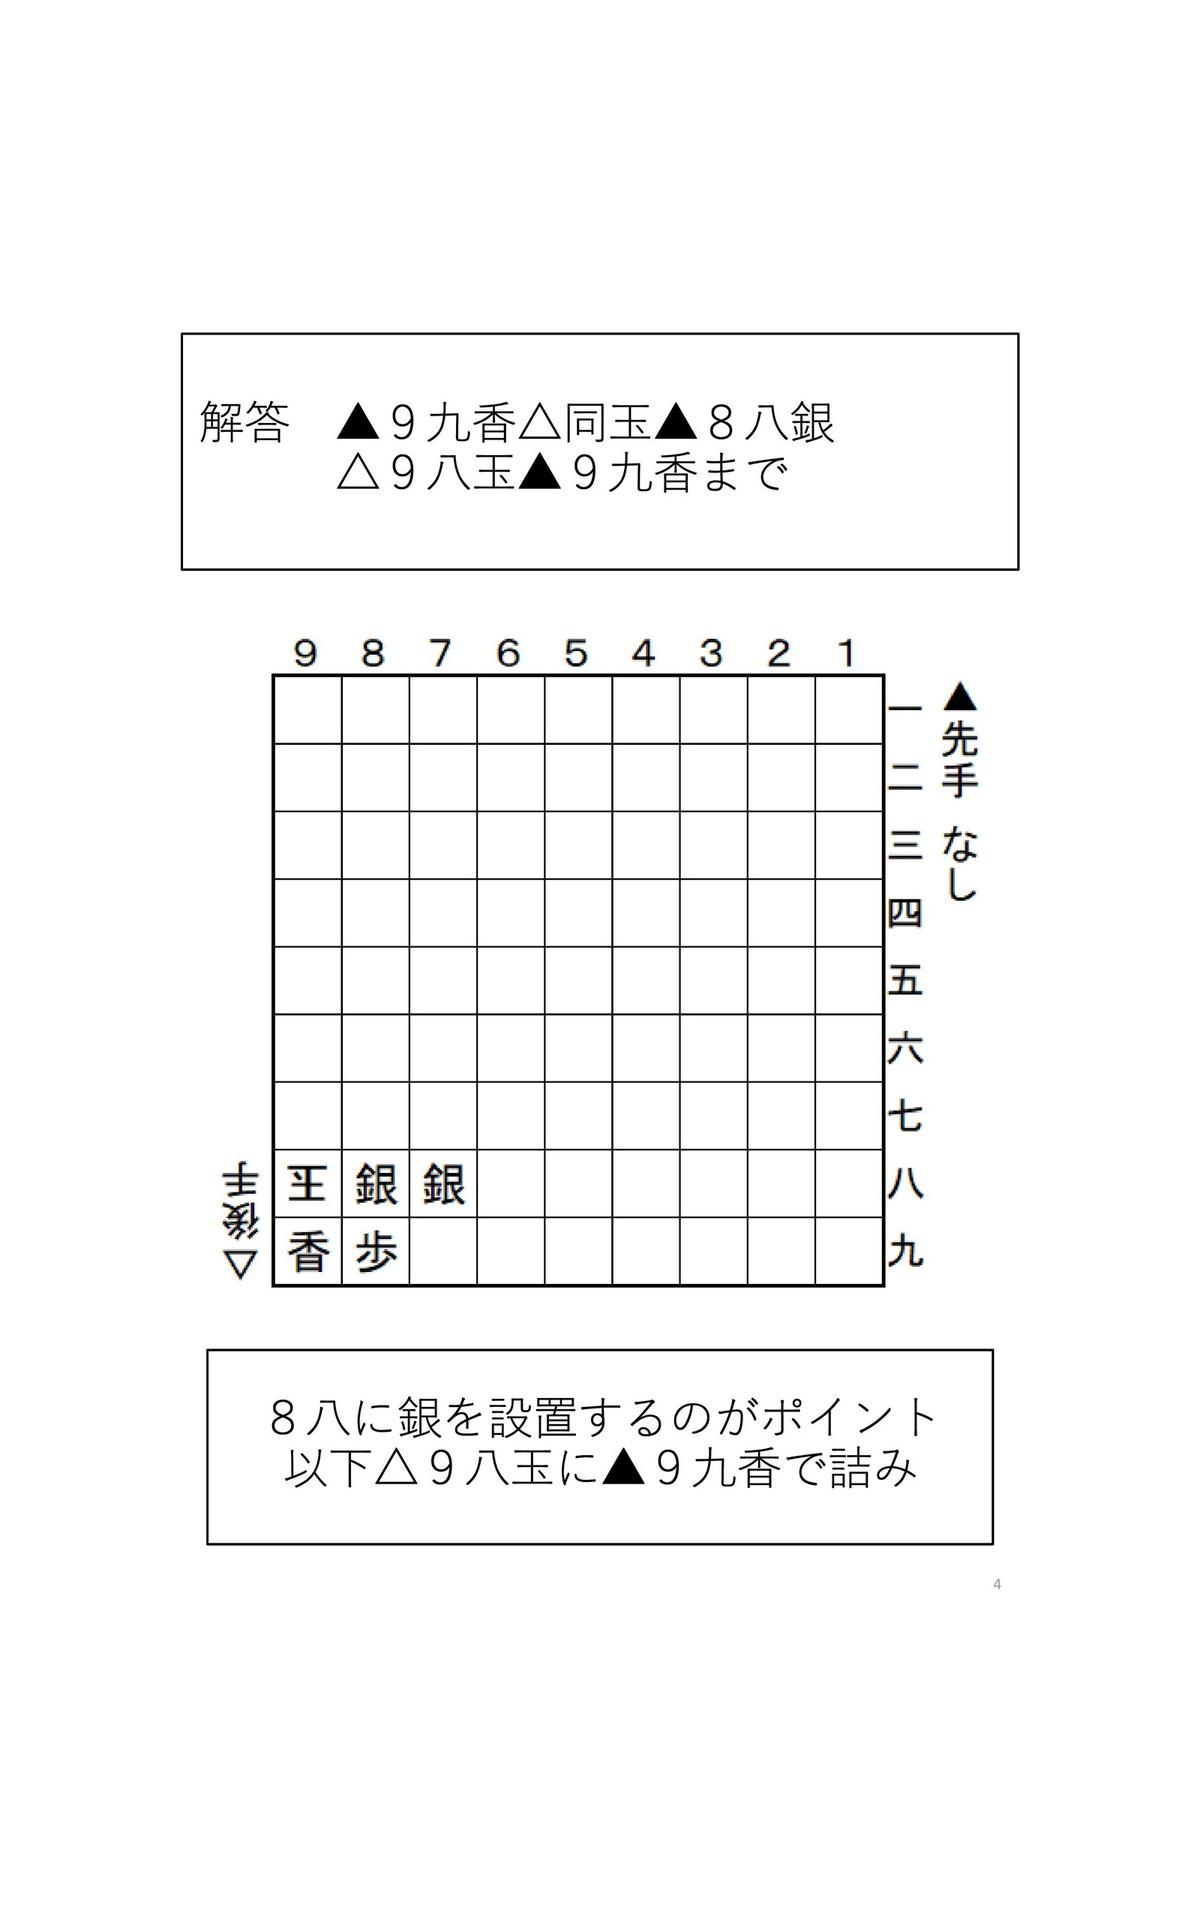 解答　▲９九香△同玉▲８八銀
△９八玉▲９九香まで
9 8 7 6 5 4 3 2 1
一
二
三
四
五
六
七
八
九
▲先手 なし
王 銀 銀
香 歩
△後手
８八に銀を設置するのがポイント
以下△９八玉に▲９九香で詰み
4